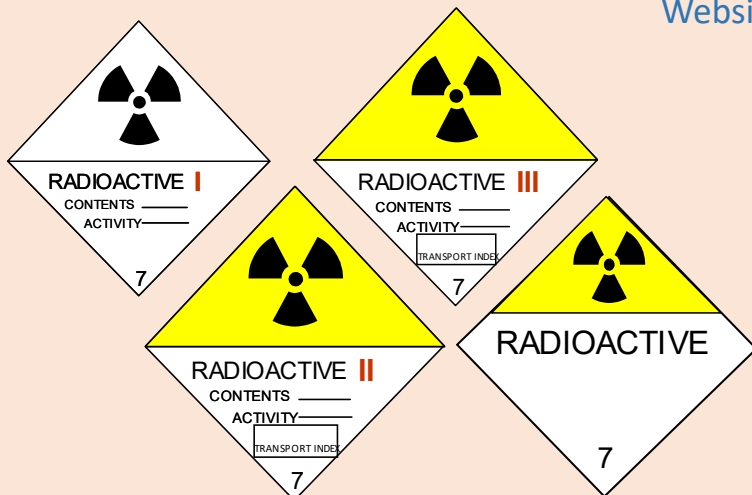 Websi
RADIOACTIVE I
CONTENTS
ACTIVITY
7
RADIOACTIVE III
CONTENTS
ACTIVITY
TRANSPORT INDEX
7
RADIOACTIVE II
CONTENTS
ACTIVITY
TRANSPORT INDEX
7
RADIOACTIVE
7